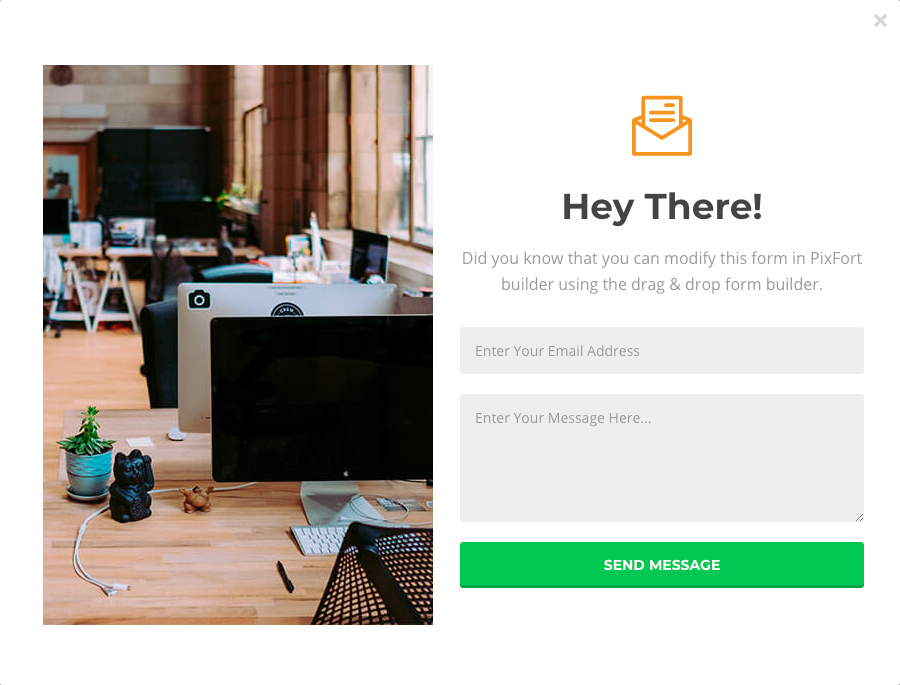 ×
Hey There!
Did you know that you can modify this form in PixFort
builder using the drag & drop form builder.
Enter Your Email Address
Enter Your Message Here...
SEND MESSAGE
CREW